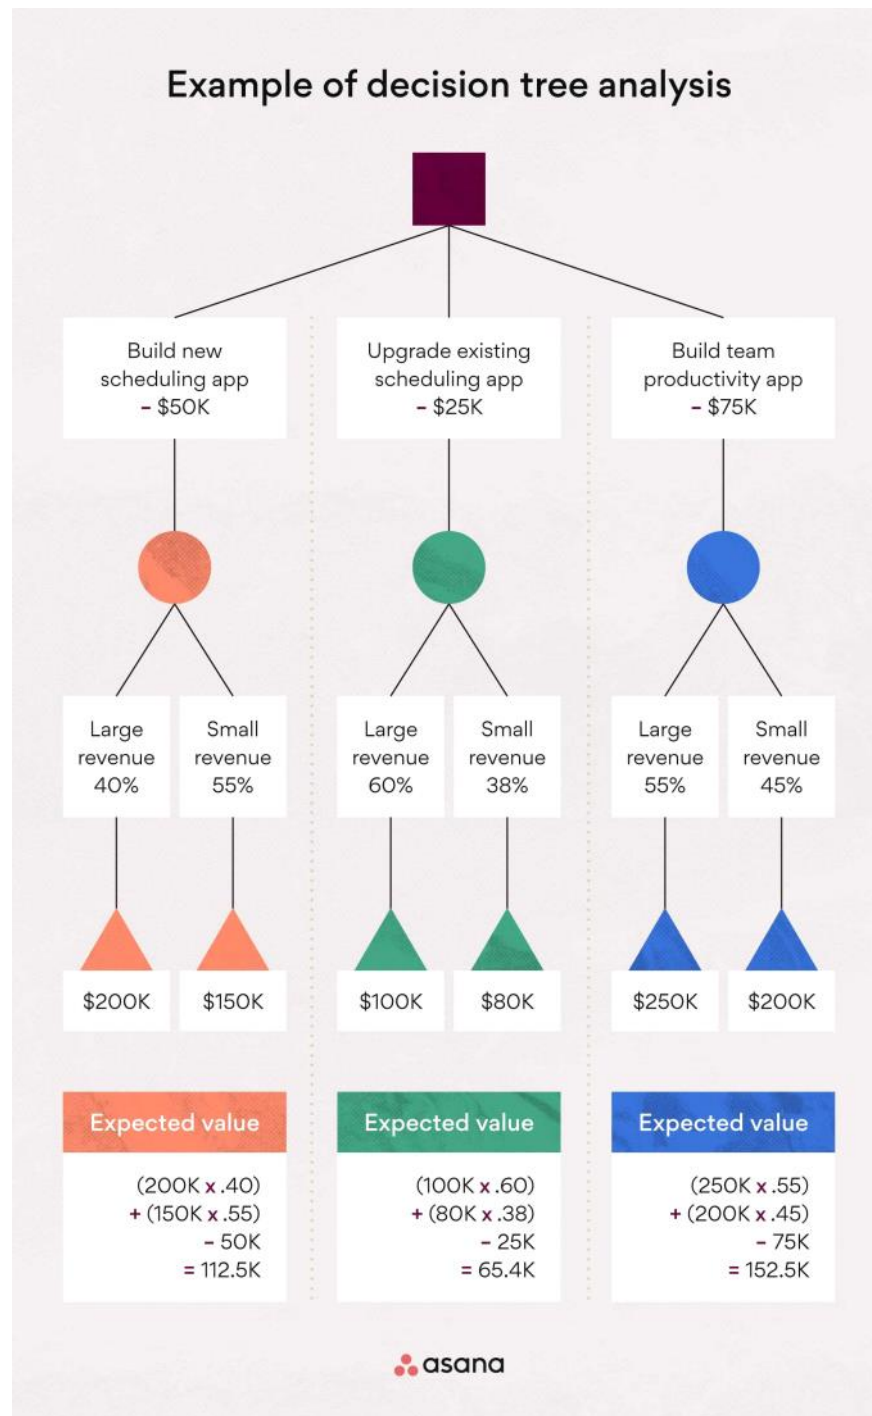 Example of decision tree analysis
Build new
scheduling app
– $50K
Upgrade existing
scheduling app
– $25K
Build team
productivity app
– $75K
Large
revenue
40%
Small
revenue
55%
Large
revenue
60%
Small
revenue
38%
Large
revenue
55%
Small
revenue
45%
$200K
$150K
$100K
$80K
$250K
$200K
Expected value
(200K x .40)
+ (150K x .55)
– 50K
= 112.5K
Expected value
(100K x .60)
+ (80K x .38)
– 25K
= 65.4K
Expected value
(250K x .55)
+ (200K x .45)
– 75K
= 152.5K
asana